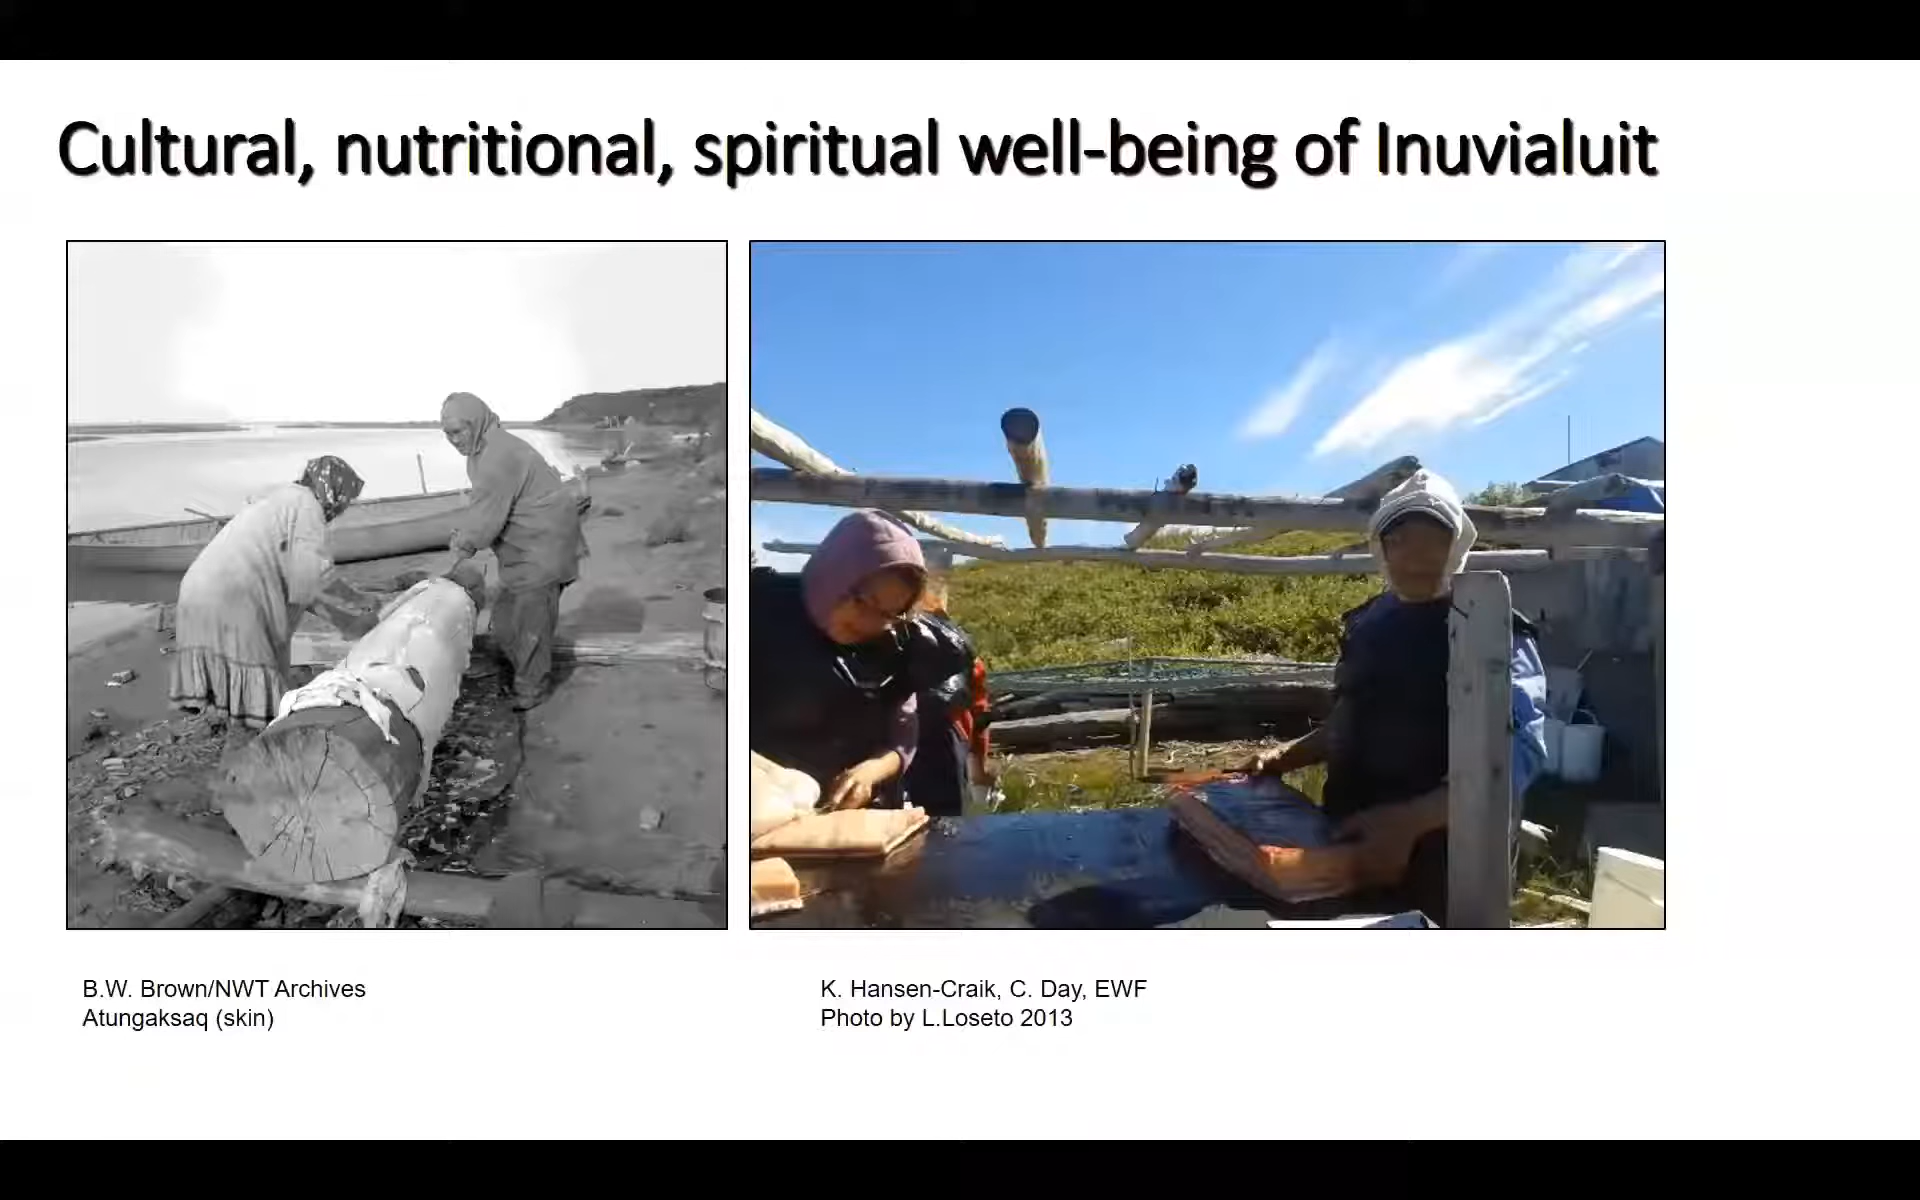 Cultural, nutritional, spiritual well-being of Inuvialuit
B.W. Brown/NWT Archives
Atungaksaq (skin)
K. Hansen-Craik, C. Day, EWF
Photo by L.Loseto 2013